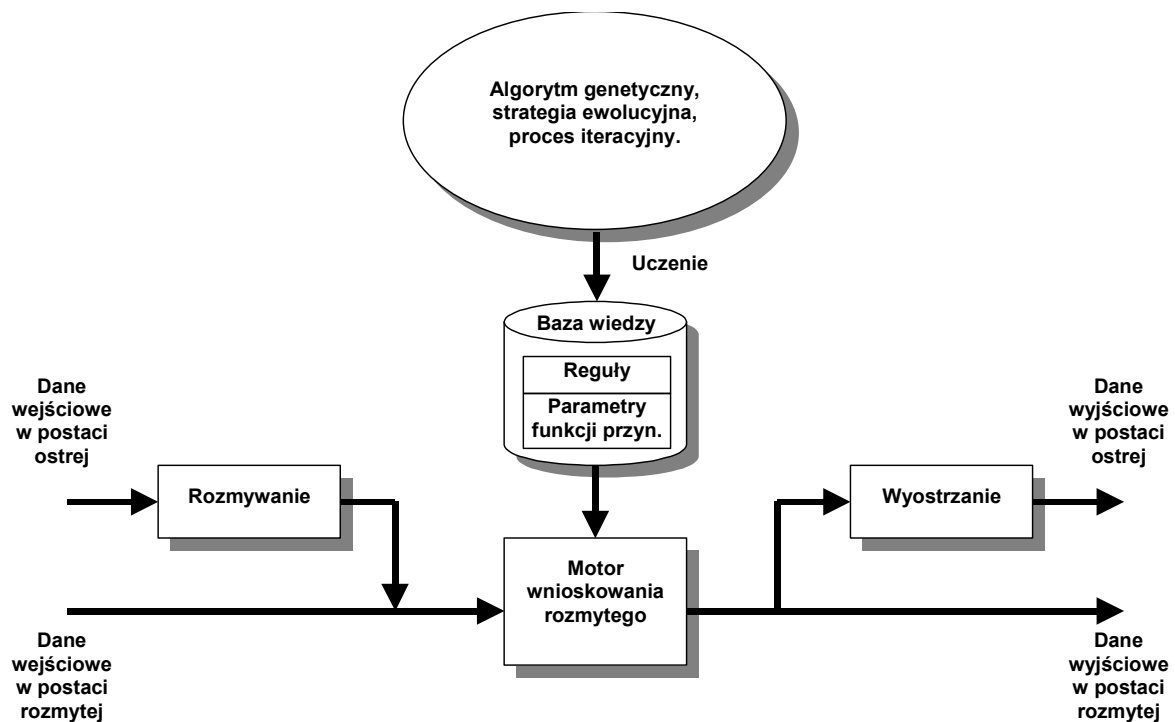 Algorytm genetyczny,
strategia ewolucyjna,
proces iteracyjny.
Uczenie
Baza wiedzy
Reguły
Parametry
funkcji przyn.
Dane
wejściowe
w postaci
ostrej
Dane
wyjściowe
w postaci
ostrej
Rozmywanie
Wyostrzanie
Motor
wnioskowania
rozmytego
Dane
wejściowe
w postaci
rozmytej
Dane
wyjściowe
w postaci
rozmytej